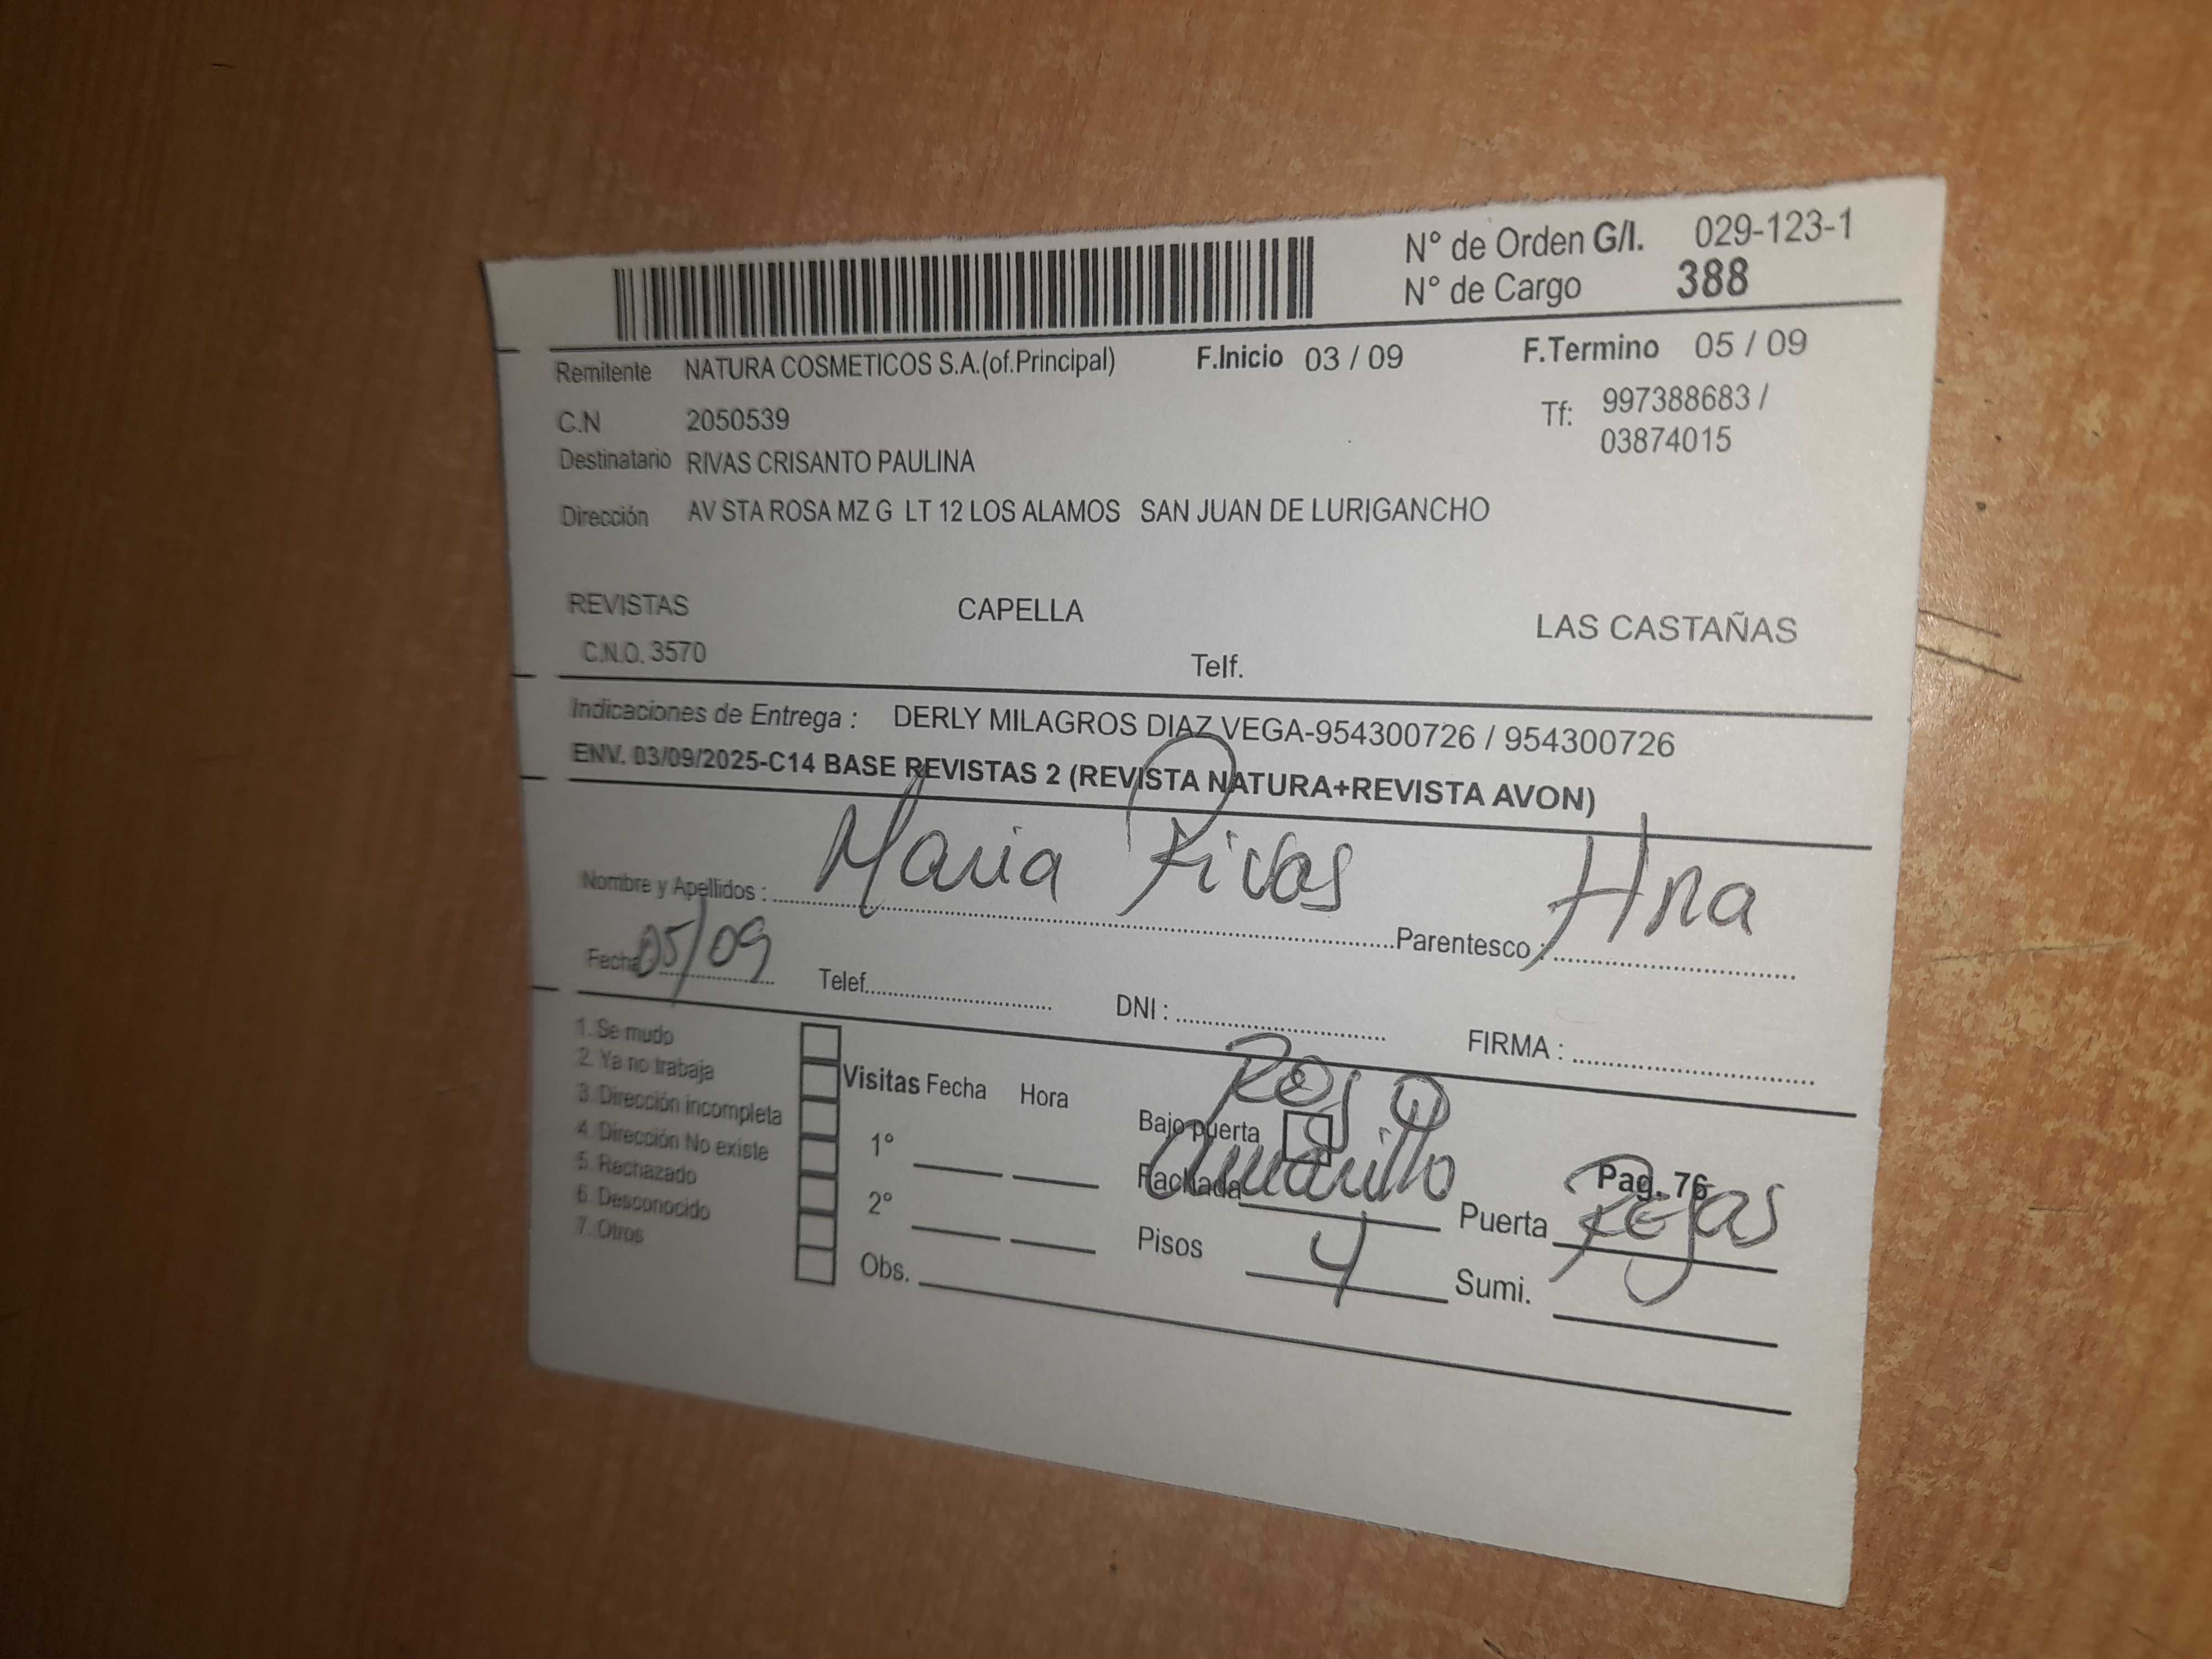 N° de Orden G/I. 029-123-1
N° de Cargo 388
Remitente NATURA COSMETICOS S.A.(of.Principal) F.Inicio 03 / 09 F.Termino 05 / 09
C.N 2050539 Tf: 997388683 /
03874015
Destinatario RIVAS CRISANTO PAULINA
Dirección AV STA ROSA MZ G LT 12 LOS ALAMOS SAN JUAN DE LURIGANCHO
REVISTAS CAPELLA LAS CASTAÑAS
C.N.O. 3570 Telf.
Indicaciones de Entrega : DERLY MILAGROS DIAZ VEGA-954300726 / 954300726
ENV. 03/09/2025-C14 BASE REVISTAS 2 (REVISTA NATURA+REVISTA AVON)
Nombre y Apellidos : Maria Rivas Parentesco : Hna
Fecha 05/09 Telef. DNI : FIRMA :
1. Se mudo
2. Ya no trabaja
3. Dirección incompleta
4. Dirección No existe
5. Rechazado
6. Desconocido
7. Otros
Visitas Fecha Hora
1°
2°
Obs.
Bajo puerta
Fachada amarillo
Pisos 4
Pag. 76
Puerta Rejas
Sumi.